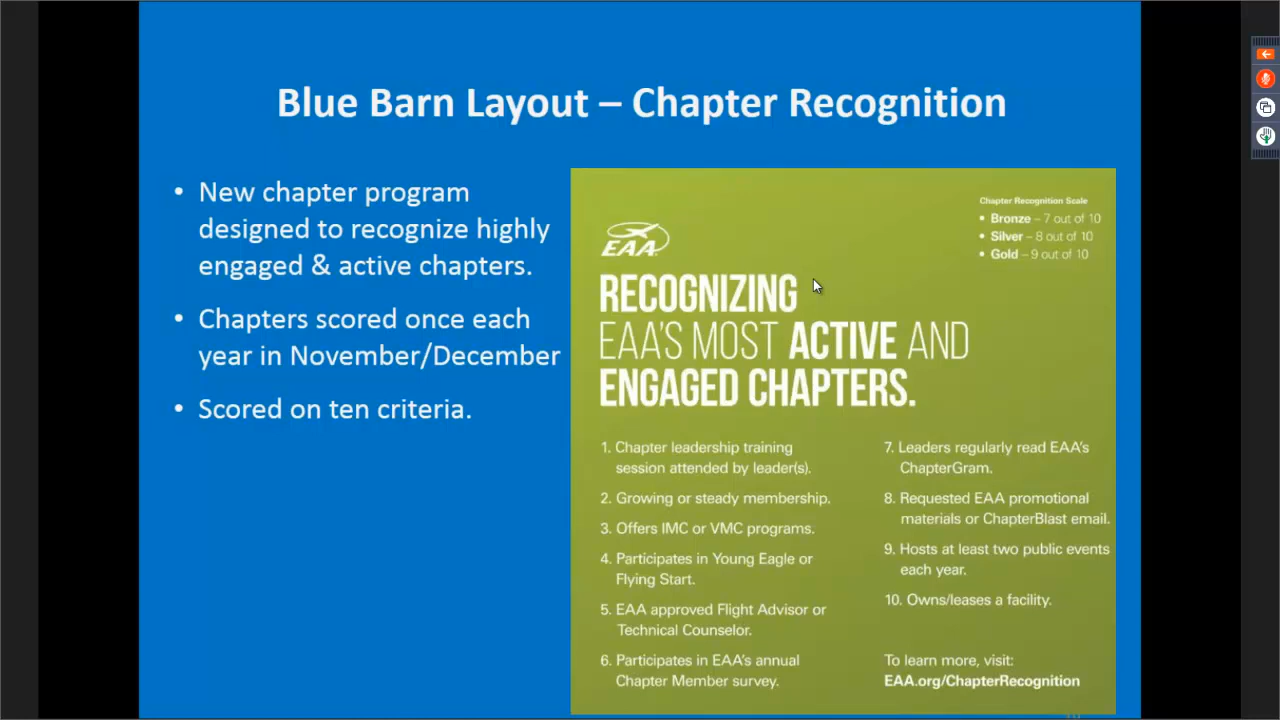 Blue Barn Layout – Chapter Recognition
• New chapter program
designed to recognize highly
engaged & active chapters.
• Chapters scored once each
year in November/December
• Scored on ten criteria.
EAA
Chapter Recognition Scale
• Bronze – 7 out of 10
• Silver – 8 out of 10
• Gold – 9 out of 10
RECOGNIZING
EAA'S MOST ACTIVE AND
ENGAGED CHAPTERS.
1. Chapter leadership training
session attended by leader(s).
2. Growing or steady membership.
3. Offers IMC or VMC programs.
4. Participates in Young Eagle or
Flying Start.
5. EAA approved Flight Advisor or
Technical Counselor.
6. Participates in EAA's annual
Chapter Member survey.
7. Leaders regularly read EAA's
ChapterGram.
8. Requested EAA promotional
materials or ChapterBlast email.
9. Hosts at least two public events
each year.
10. Owns/leases a facility.
To learn more, visit:
EAA.org/ChapterRecognition